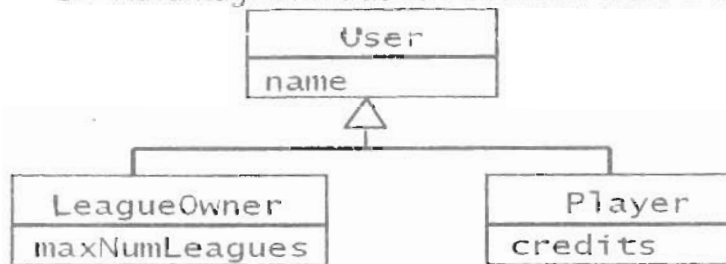 User
name
LeagueOwner
Player
maxNumLeagues
credits